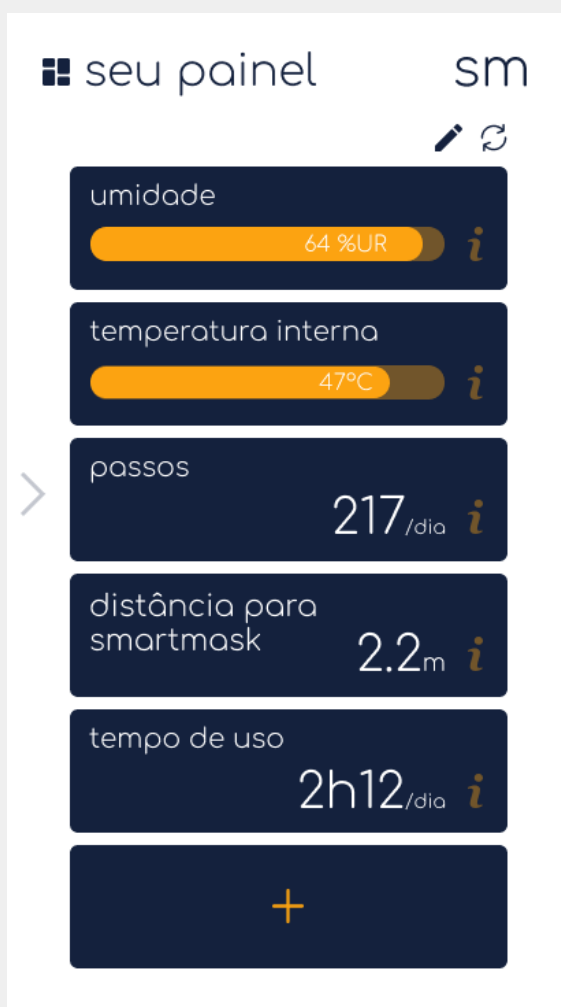 seu painel
sm
umidade
64 %UR
i
temperatura interna
47°C
i
passos
217/dia
i
distância para
smartmask
2.2m
i
tempo de uso
2h12/dia
i
+